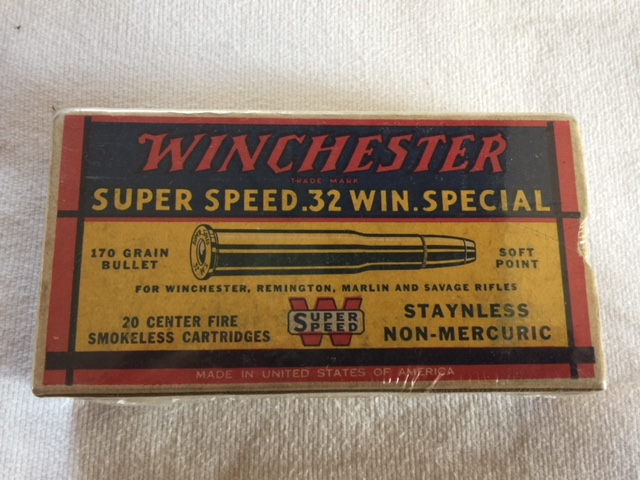 WINCHESTER
TRADE MARK
SUPER SPEED .32 WIN. SPECIAL
170 GRAIN
BULLET
SOFT
POINT
FOR WINCHESTER, REMINGTON, MARLIN AND SAVAGE RIFLES
20 CENTER FIRE
SMOKELESS CARTRIDGES
W
SUPER
SPEED
STAYNLESS
NON-MERCURIC
MADE IN UNITED STATES OF AMERICA